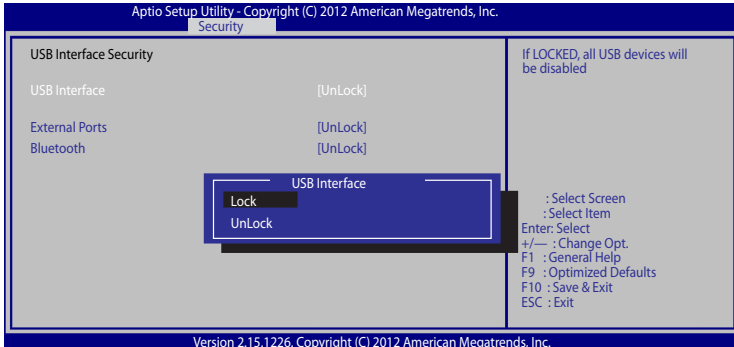 Aptio Setup Utility - Copyright (C) 2012 American Megatrends, Inc.
Security
USB Interface Security
USB Interface [UnLock]
External Ports [UnLock]
Bluetooth [UnLock]
USB Interface
Lock
UnLock
If LOCKED, all USB devices will
be disabled
: Select Screen
: Select Item
Enter: Select
+/— : Change Opt.
F1 : General Help
F9 : Optimized Defaults
F10 : Save & Exit
ESC : Exit
Version 2.15.1226. Copyright (C) 2012 American Megatrends, Inc.